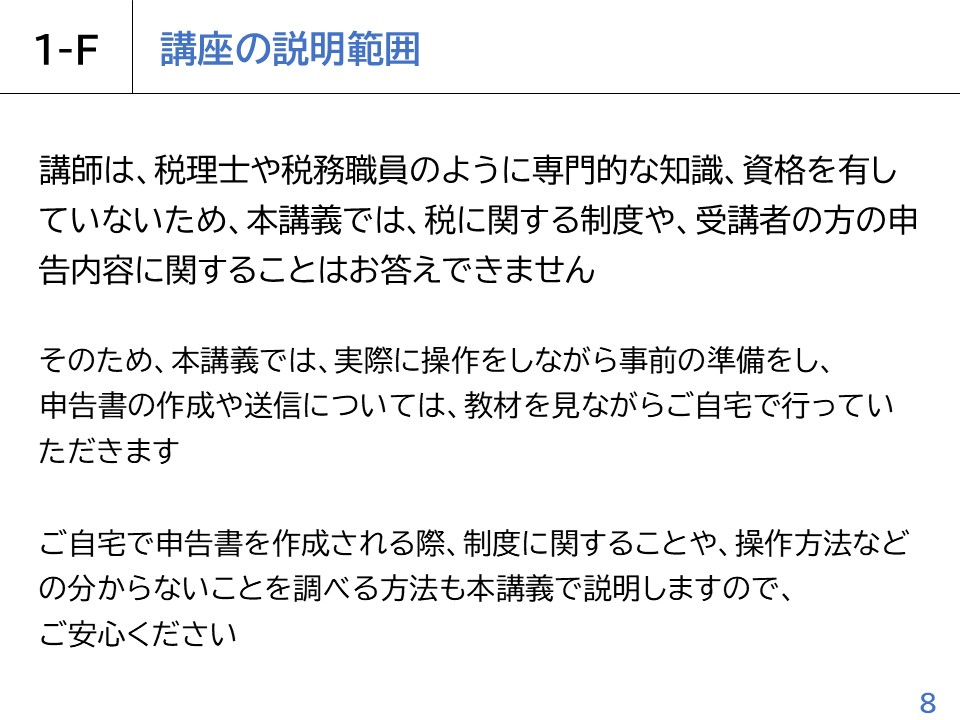 1-F
講座の説明範囲
講師は、税理士や税務職員のように専門的な知識、資格を有し
ていないため、本講義では、税に関する制度や、受講者の方の申
告内容に関することはお答えできません
そのため、本講義では、実際に操作をしながら事前の準備をし、
申告書の作成や送信については、教材を見ながらご自宅で行ってい
ただきます
ご自宅で申告書を作成される際、制度に関することや、操作方法など
の分からないことを調べる方法も本講義で説明しますので、
ご安心ください
8